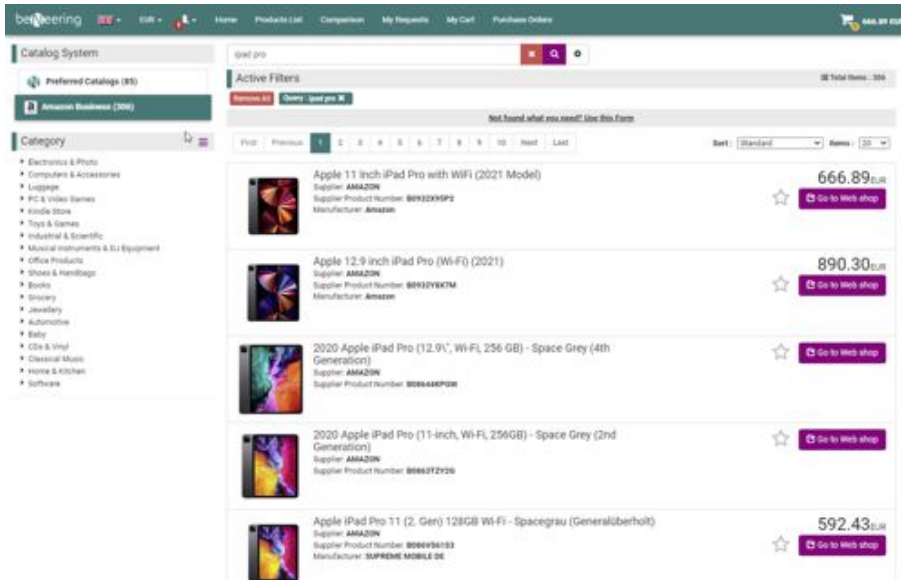 beNeering EUR Home Products List Comparison My Requests My Cart Purchase Orders 666.89 EUR
Catalog System
Preferred Catalogs (85)
Amazon Business (306)
Category
Electronics & Photo
Computers & Accessories
Luggage
PC & Video Games
Kindle Store
Toys & Games
Industrial & Scientific
Musical Instruments & DJ Equipment
Office Products
Shoes & Handbags
Books
Grocery
Jewellery
Automotive
Baby
CDs & Vinyl
Classical Music
Home & Kitchen
Software
ipad pro
Active Filters
Total Items : 306
Remove All Query : ipad pro
Not found what you need? Use this Form
First Previous 1 2 3 4 5 6 7 8 9 10 Next Last
Sort : Standard Items : 20
Apple 11 Inch iPad Pro with WiFi (2021 Model)
Supplier: AMAZON
Supplier Product Number: B0932X95P2
Manufacturer: Amazon
666.89EUR
Go to Web shop
Apple 12.9 inch iPad Pro (Wi-Fi) (2021)
Supplier: AMAZON
Supplier Product Number: B0932Y8K7M
Manufacturer: Amazon
890.30EUR
Go to Web shop
2020 Apple iPad Pro (12.9\", Wi-Fi, 256 GB) - Space Grey (4th
Generation)
Supplier: AMAZON
Supplier Product Number:
Go to Web shop
2020 Apple iPad Pro (11-inch, Wi-Fi, 256GB) - Space Grey (2nd
Generation)
Supplier: AMAZON
Supplier Product Number: B0863TZY2G
Go to Web shop
Apple iPad Pro 11 (2. Gen) 128GB Wi-Fi - Spacegrau (Generalüberholt)
Supplier: AMAZON
Supplier Product Number:
Manufacturer: SUPREME MOBILE DE
592.43EUR
Go to Web shop